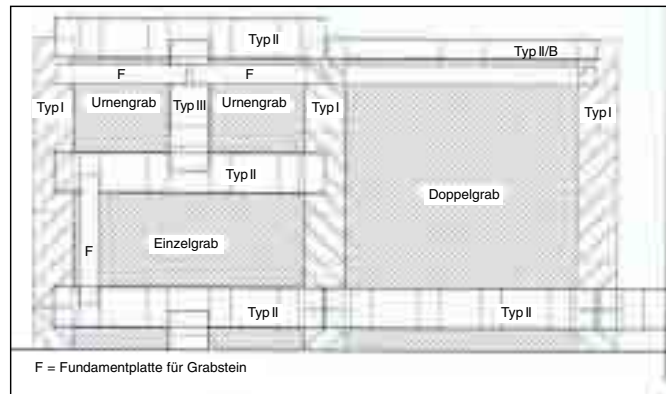 Typ II
Typ II/B
F
F
Typ I
Urnengrab
Typ III
Urnengrab
Typ I
Typ I
Typ II
Doppelgrab
F
Einzelgrab
Typ II
Typ II
F = Fundamentplatte für Grabstein